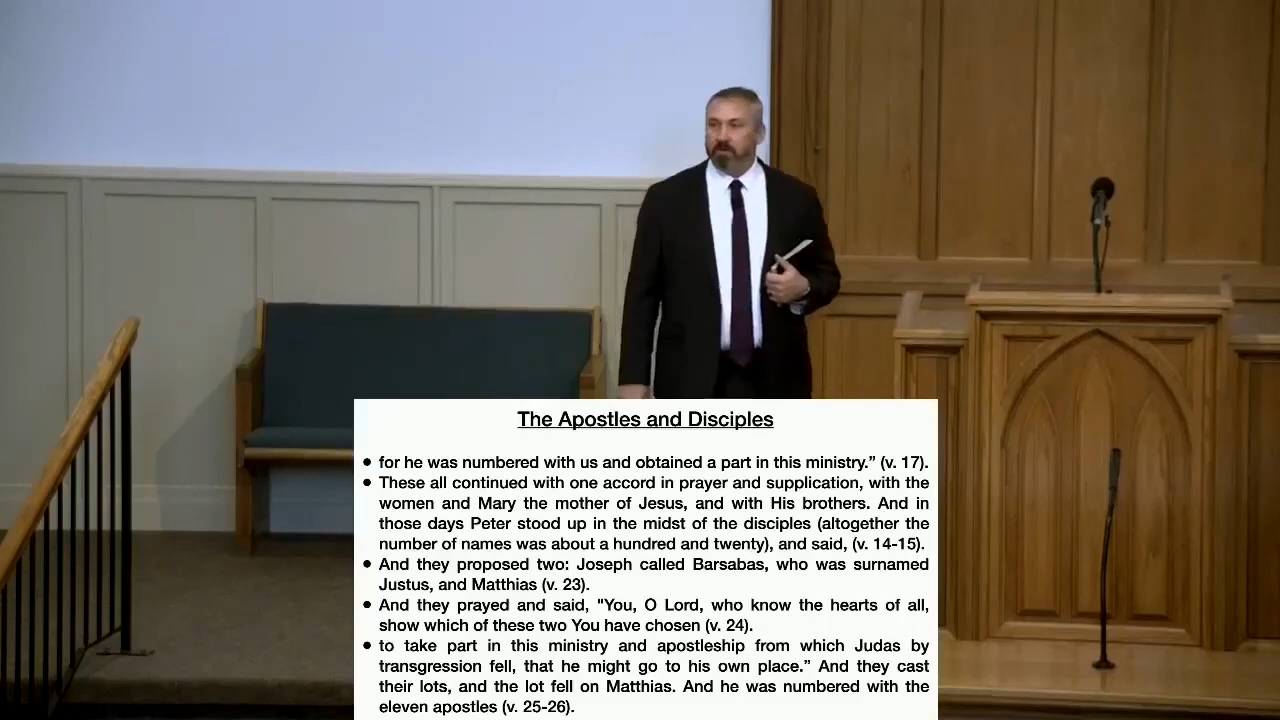 The Apostles and Disciples
• for he was numbered with us and obtained a part in this ministry.” (v. 17).
• These all continued with one accord in prayer and supplication, with the
women and Mary the mother of Jesus, and with His brothers. And in
those days Peter stood up in the midst of the disciples (altogether the
number of names was about a hundred and twenty), and said, (v. 14-15).
• And they proposed two: Joseph called Barsabas, who was surnamed
Justus, and Matthias (v. 23).
• And they prayed and said, "You, O Lord, who know the hearts of all,
show which of these two You have chosen (v. 24).
• to take part in this ministry and apostleship from which Judas by
transgression fell, that he might go to his own place.” And they cast
their lots, and the lot fell on Matthias. And he was numbered with the
eleven apostles (v. 25-26).